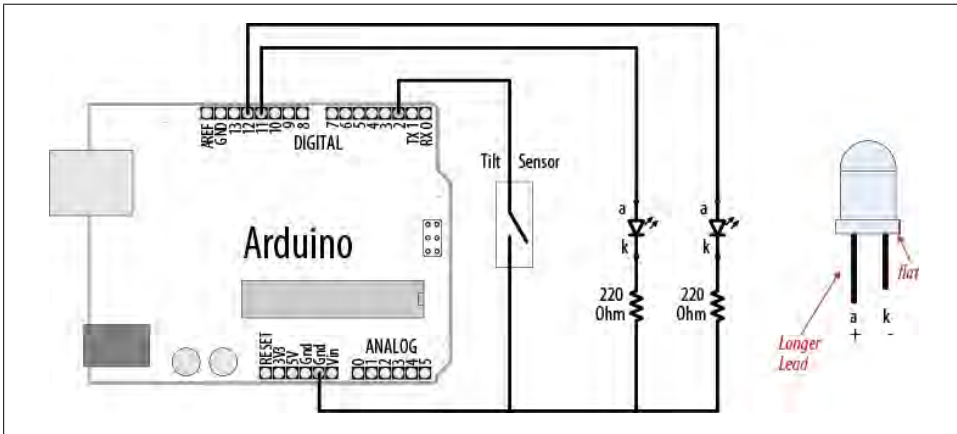 AREF
GND
13
12
11
10
9
8
7
6
5
4
3
2
TX 1
RX 0
DIGITAL
Tilt Sensor
Arduino
a
k
220
Ohm
a
k
220
Ohm
flat
a
+
k
-
Longer
Lead
RESET
3V3
5V
Gnd
Gnd
Vin
ANALOG
0
1
2
3
4
5